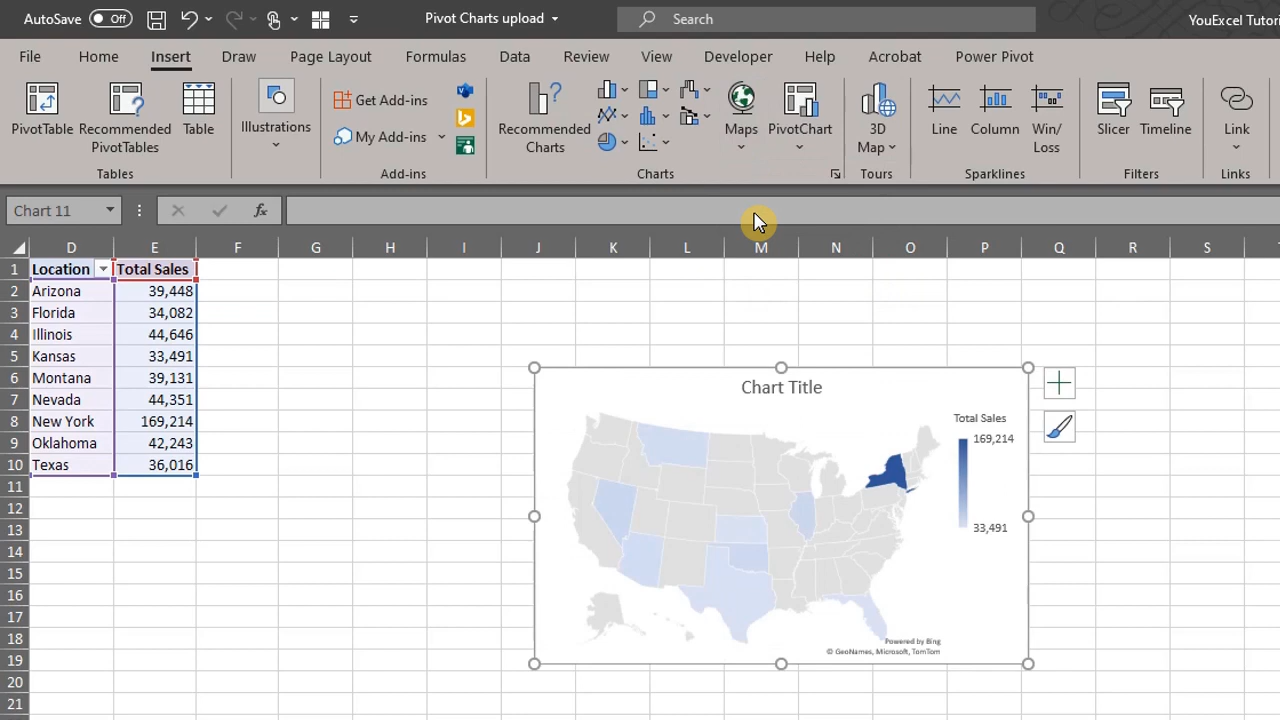 AutoSave Off Pivot Charts upload Search YouExcel Tutori
File Home Insert Draw Page Layout Formulas Data Review View Developer Help Acrobat Power Pivot
PivotTable Recommended PivotTables Table
Tables
Illustrations
Get Add-ins
My Add-ins
Add-ins
Recommended Charts
Maps PivotChart
Charts
3D Map
Tours
Line Column Win/Loss
Sparklines
Slicer Timeline
Filters
Link
Links
Chart 11 fx
D E F G H I J K L M N O P Q R S
1 Location Total Sales
2 Arizona 39,448
3 Florida 34,082
4 Illinois 44,646
5 Kansas 33,491
6 Montana 39,131
7 Nevada 44,351
8 New York 169,214
9 Oklahoma 42,243
10 Texas 36,016
11
12
13
14
15
16
17
18
19
20
21
Chart Title
Total Sales
169,214
33,491
Powered by Bing
© GeoNames, Microsoft, TomTom